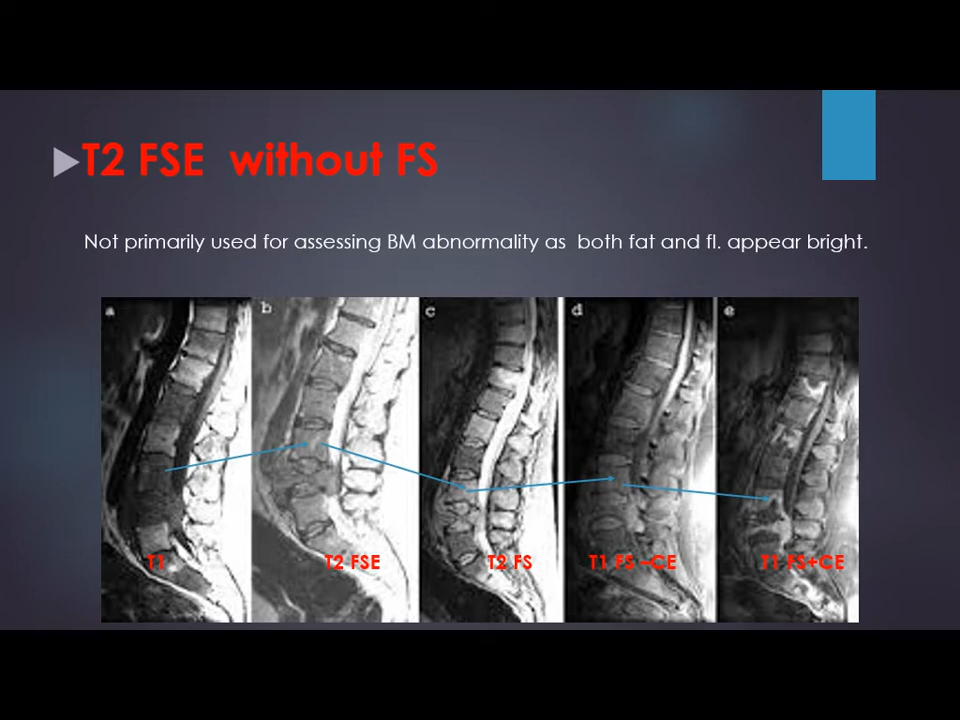 T2 FSE without FS
Not primarily used for assessing BM abnormality as both fat and fl. appear bright.
a b c d e
T1 T2 FSE T2 FS T1 FS –CE T1 FS+CE